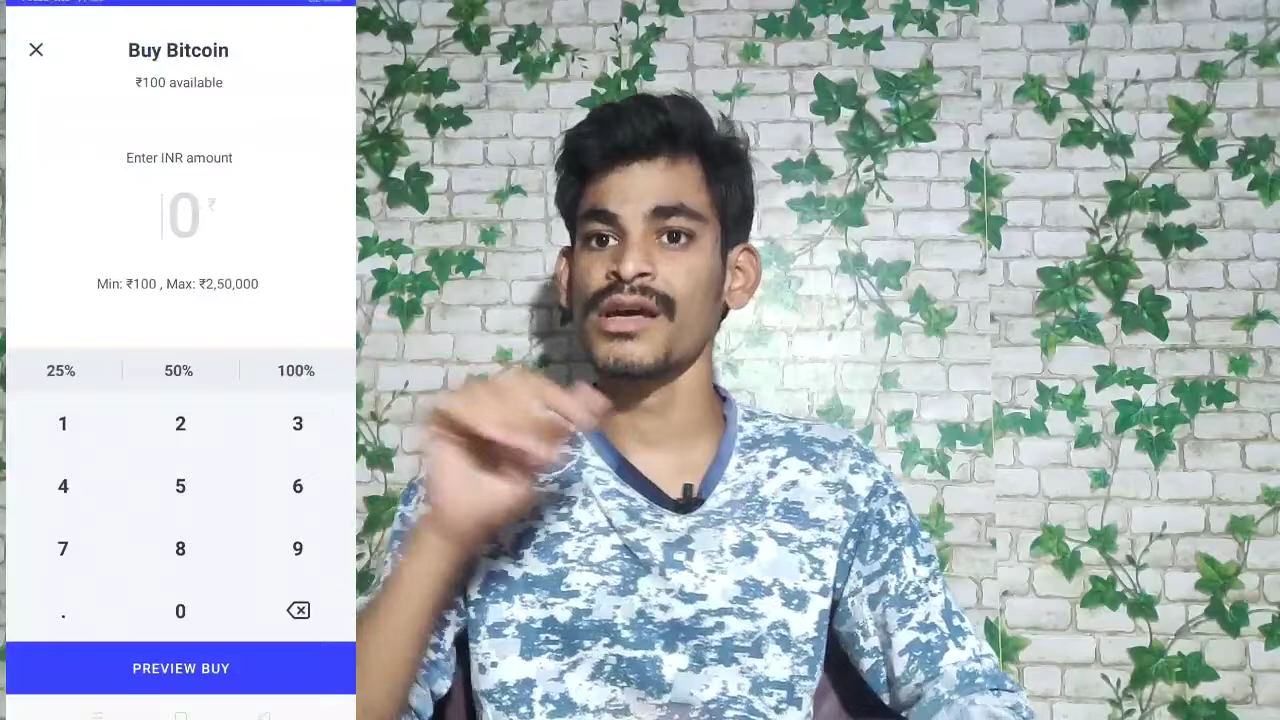 Buy Bitcoin
₹100 available
Enter INR amount
0 ₹
Min: ₹100 , Max: ₹2,50,000
25% 50% 100%
1 2 3
4 5 6
7 8 9
. 0
PREVIEW BUY